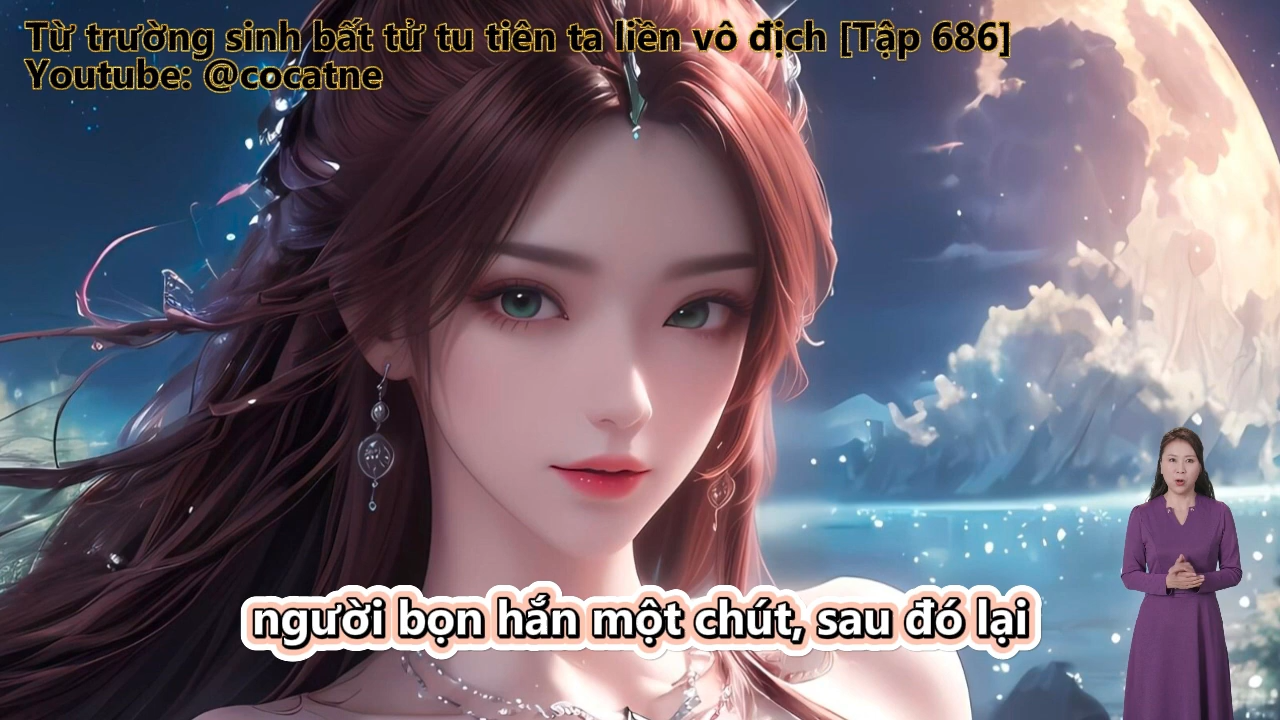 Từ trường sinh bất tử tu tiên ta liền vô địch [Tập 686]
Youtube: @cocatne
người bọn hắn một chút, sau đó lại